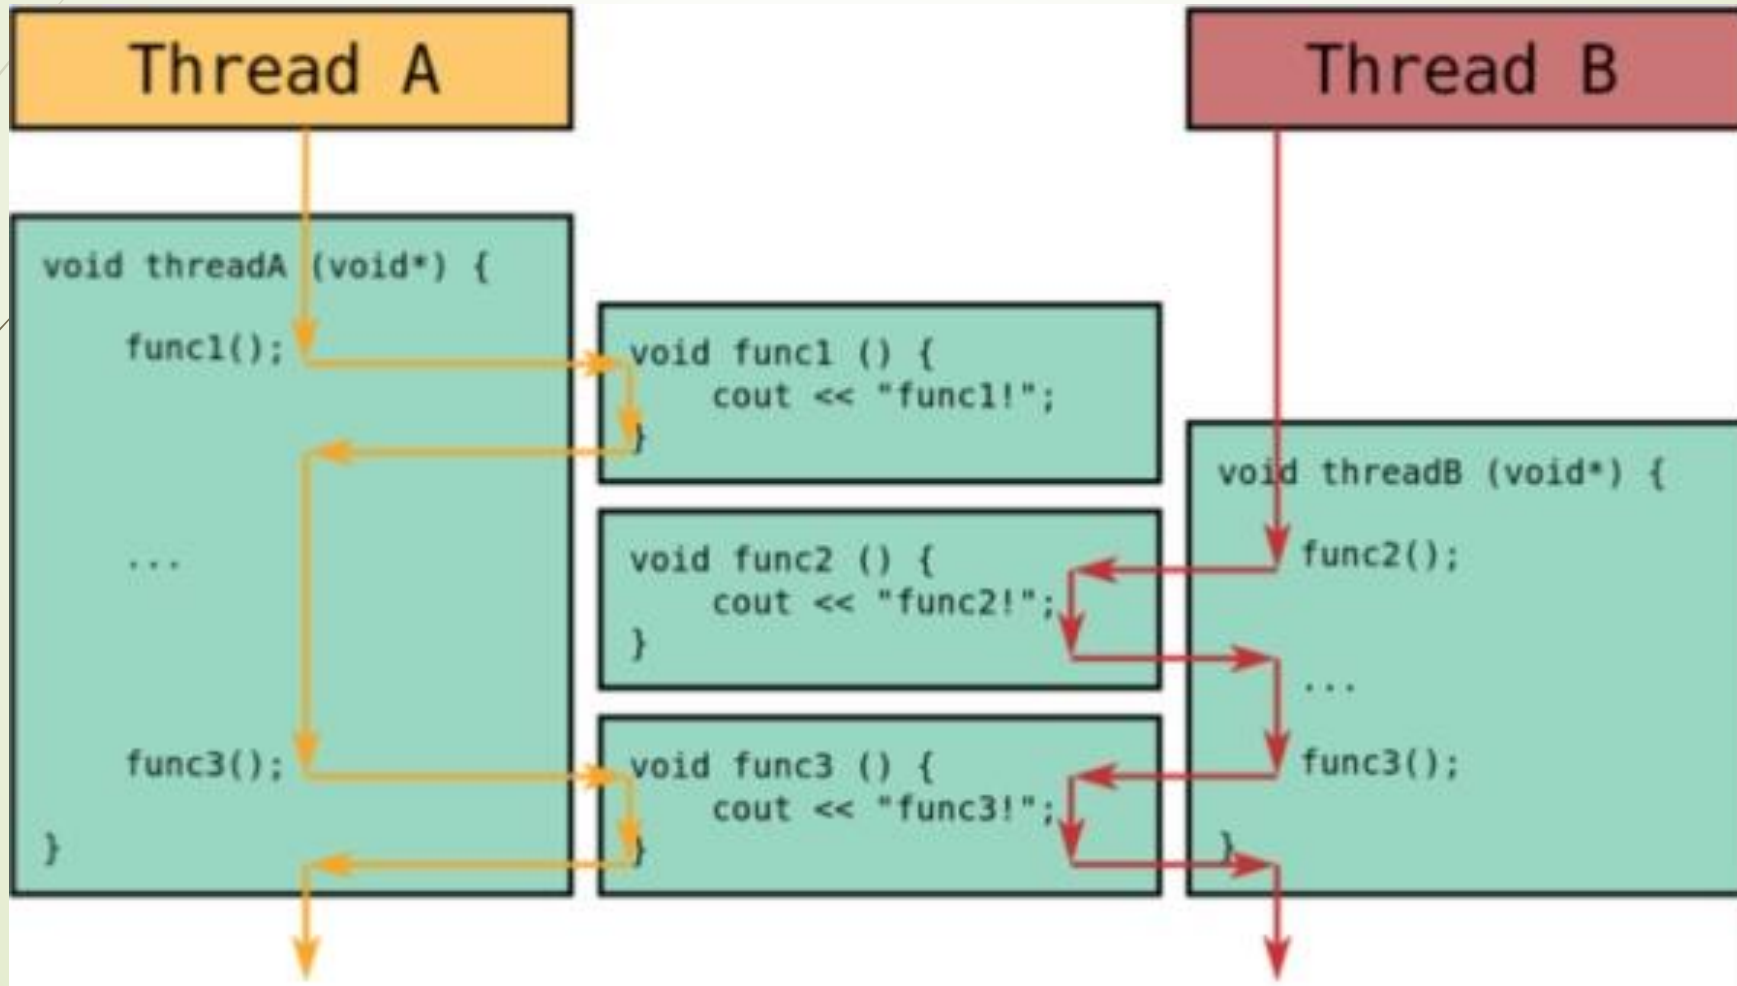 Thread A
Thread B
void threadA (void*) {
func1();
...
func3();
}
void func1 () {
cout << "func1!";
}
void func2 () {
cout << "func2!";
}
void func3 () {
cout << "func3!";
}
void threadB (void*) {
func2();
...
func3();
}